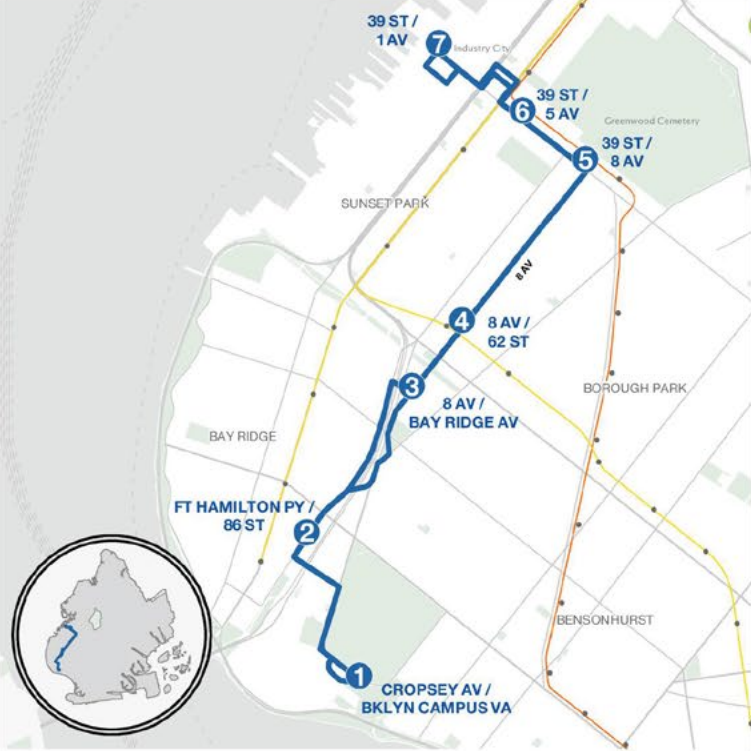 39 ST /
1 AV
7
Industry City
39 ST /
5 AV
6
Greenwood Cemetery
39 ST /
8 AV
5
SUNSET PARK
8 AV
4
8 AV /
62 ST
3
BOROUGH PARK
8 AV /
BAY RIDGE AV
BAY RIDGE
FT HAMILTON PY /
86 ST
2
BENSONHURST
1
CROPSEY AV /
BKLYN CAMPUS VA